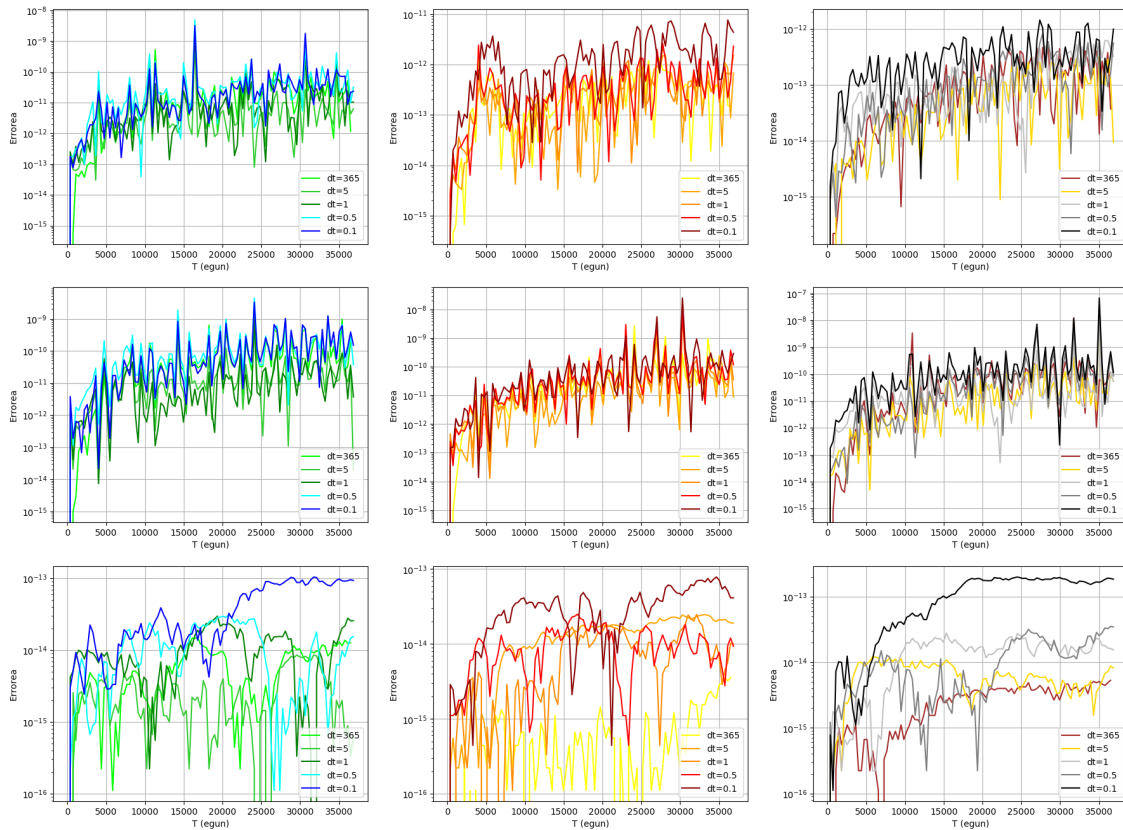 10⁻⁸
10⁻⁹
10⁻¹⁰
10⁻¹¹
10⁻¹²
10⁻¹³
10⁻¹⁴
10⁻¹⁵
Errorea
dt=365
dt=5
dt=1
dt=0.5
dt=0.1
0 5000 10000 15000 20000 25000 30000 35000
T (egun)
10⁻¹¹
10⁻¹²
10⁻¹³
10⁻¹⁴
10⁻¹⁵
Errorea
dt=365
dt=5
dt=1
dt=0.5
dt=0.1
0 5000 10000 15000 20000 25000 30000 35000
T (egun)
10⁻¹²
10⁻¹³
10⁻¹⁴
10⁻¹⁵
Errorea
dt=365
dt=5
dt=1
dt=0.5
dt=0.1
0 5000 10000 15000 20000 25000 30000 35000
T (egun)
10⁻⁹
10⁻¹⁰
10⁻¹¹
10⁻¹²
10⁻¹³
10⁻¹⁴
10⁻¹⁵
Errorea
dt=365
dt=5
dt=1
dt=0.5
dt=0.1
0 5000 10000 15000 20000 25000 30000 35000
T (egun)
10⁻⁸
10⁻⁹
10⁻¹⁰
10⁻¹¹
10⁻¹²
10⁻¹³
10⁻¹⁴
10⁻¹⁵
Errorea
dt=365
dt=5
dt=1
dt=0.5
dt=0.1
0 5000 10000 15000 20000 25000 30000 35000
T (egun)
10⁻⁷
10⁻⁸
10⁻⁹
10⁻¹⁰
10⁻¹¹
10⁻¹²
10⁻¹³
10⁻¹⁴
10⁻¹⁵
Errorea
dt=365
dt=5
dt=1
dt=0.5
dt=0.1
0 5000 10000 15000 20000 25000 30000 35000
T (egun)
10⁻¹³
10⁻¹⁴
10⁻¹⁵
10⁻¹⁶
Errorea
dt=365
dt=5
dt=1
dt=0.5
dt=0.1
0 5000 10000 15000 20000 25000 30000 35000
T (egun)
10⁻¹³
10⁻¹⁴
10⁻¹⁵
10⁻¹⁶
Errorea
dt=365
dt=5
dt=1
dt=0.5
dt=0.1
0 5000 10000 15000 20000 25000 30000 35000
T (egun)
10⁻¹³
10⁻¹⁴
10⁻¹⁵
10⁻¹⁶
Errorea
dt=365
dt=5
dt=1
dt=0.5
dt=0.1
0 5000 10000 15000 20000 25000 30000 35000
T (egun)